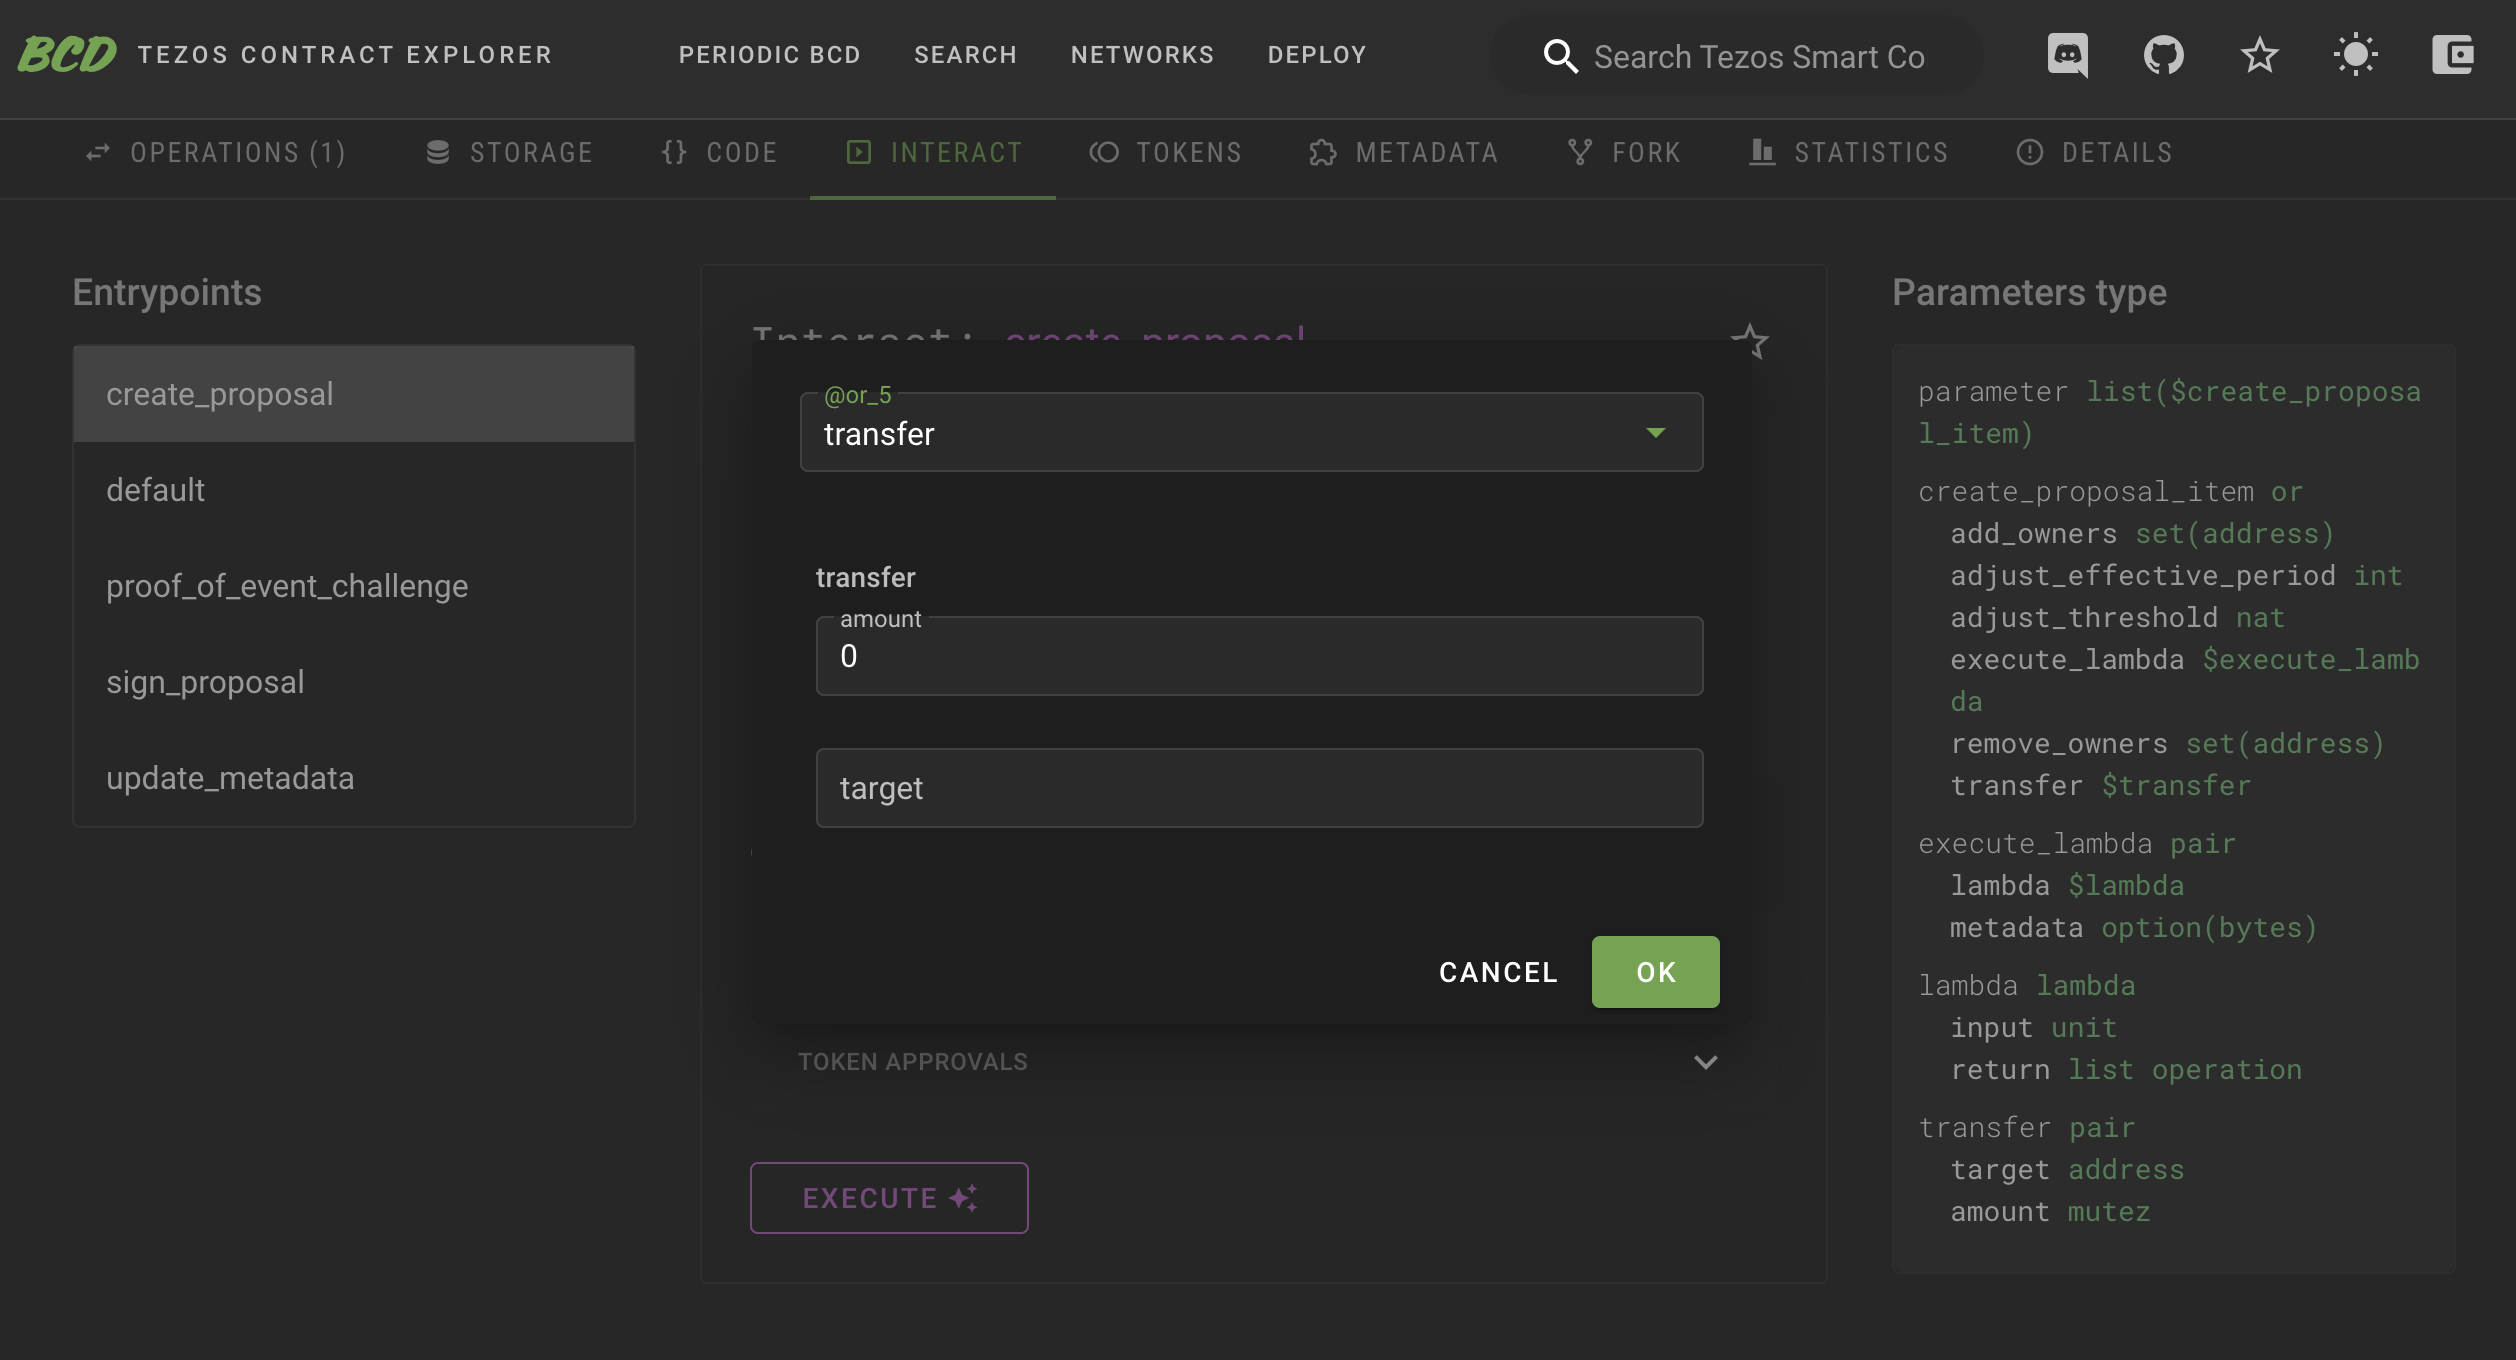 BCD TEZOS CONTRACT EXPLORER PERIODIC BCD SEARCH NETWORKS DEPLOY Search Tezos Smart Co
OPERATIONS (1) STORAGE {} CODE INTERACT TOKENS METADATA FORK STATISTICS DETAILS
Entrypoints
create_proposal
default
proof_of_event_challenge
sign_proposal
update_metadata
Interact: create_proposal
@or_5
transfer
transfer
amount
0
target
CANCEL OK
TOKEN APPROVALS
EXECUTE
Parameters type
parameter list($create_proposa
l_item)
create_proposal_item or
add_owners set(address)
adjust_effective_period int
adjust_threshold nat
execute_lambda $execute_lamb
da
remove_owners set(address)
transfer $transfer
execute_lambda pair
lambda $lambda
metadata option(bytes)
lambda lambda
input unit
return list operation
transfer pair
target address
amount mutez